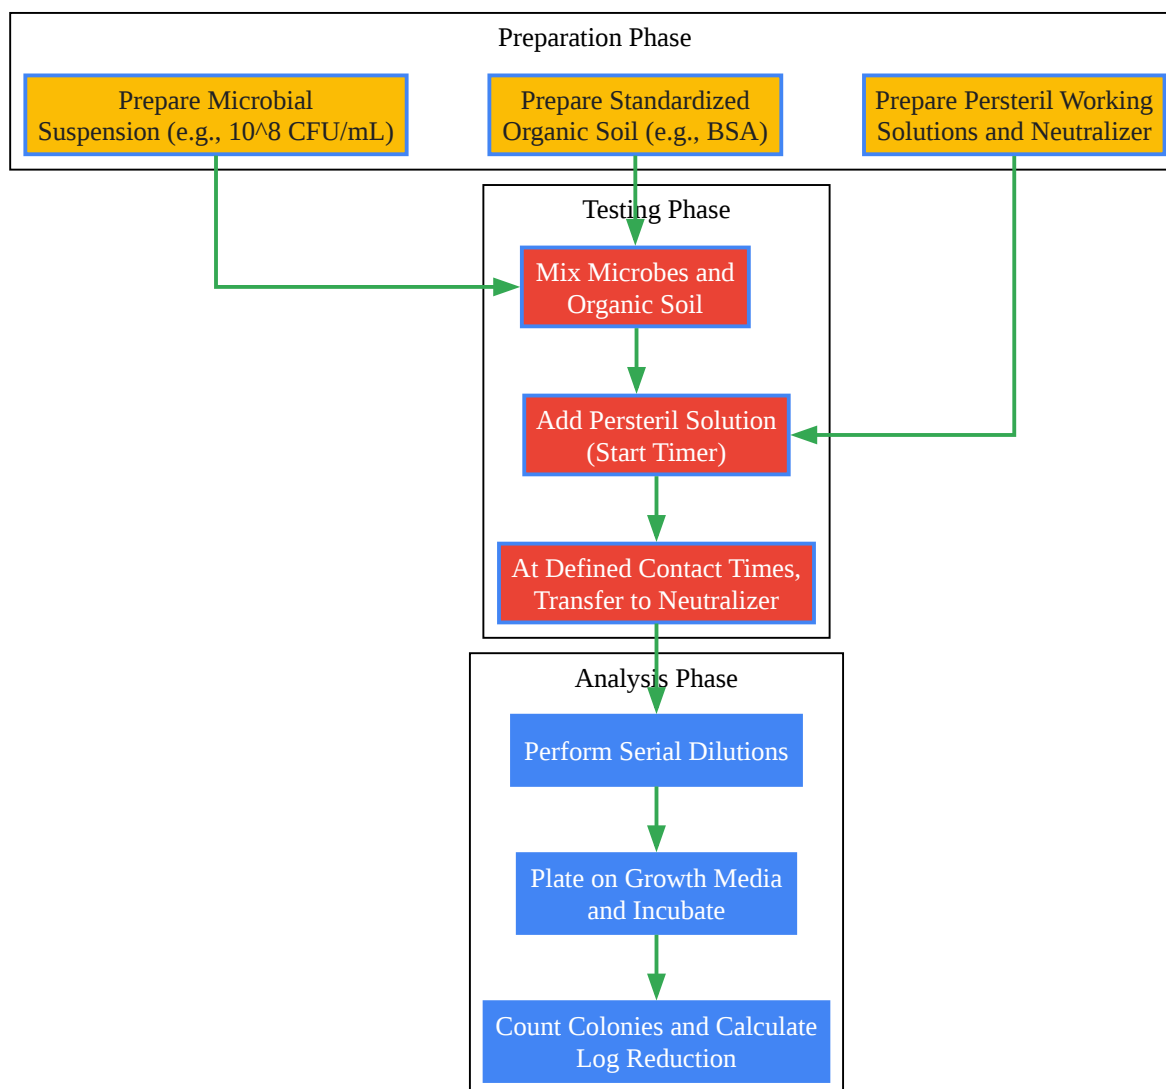 Preparation Phase
Prepare Microbial
Suspension (e.g., 10^8 CFU/mL)
Prepare Standardized
Organic Soil (e.g., BSA)
Prepare Persteril Working
Solutions and Neutralizer
Testing Phase
Mix Microbes and
Organic Soil
Add Persteril Solution
(Start Timer)
At Defined Contact Times,
Transfer to Neutralizer
Analysis Phase
Perform Serial Dilutions
Plate on Growth Media
and Incubate
Count Colonies and Calculate
Log Reduction